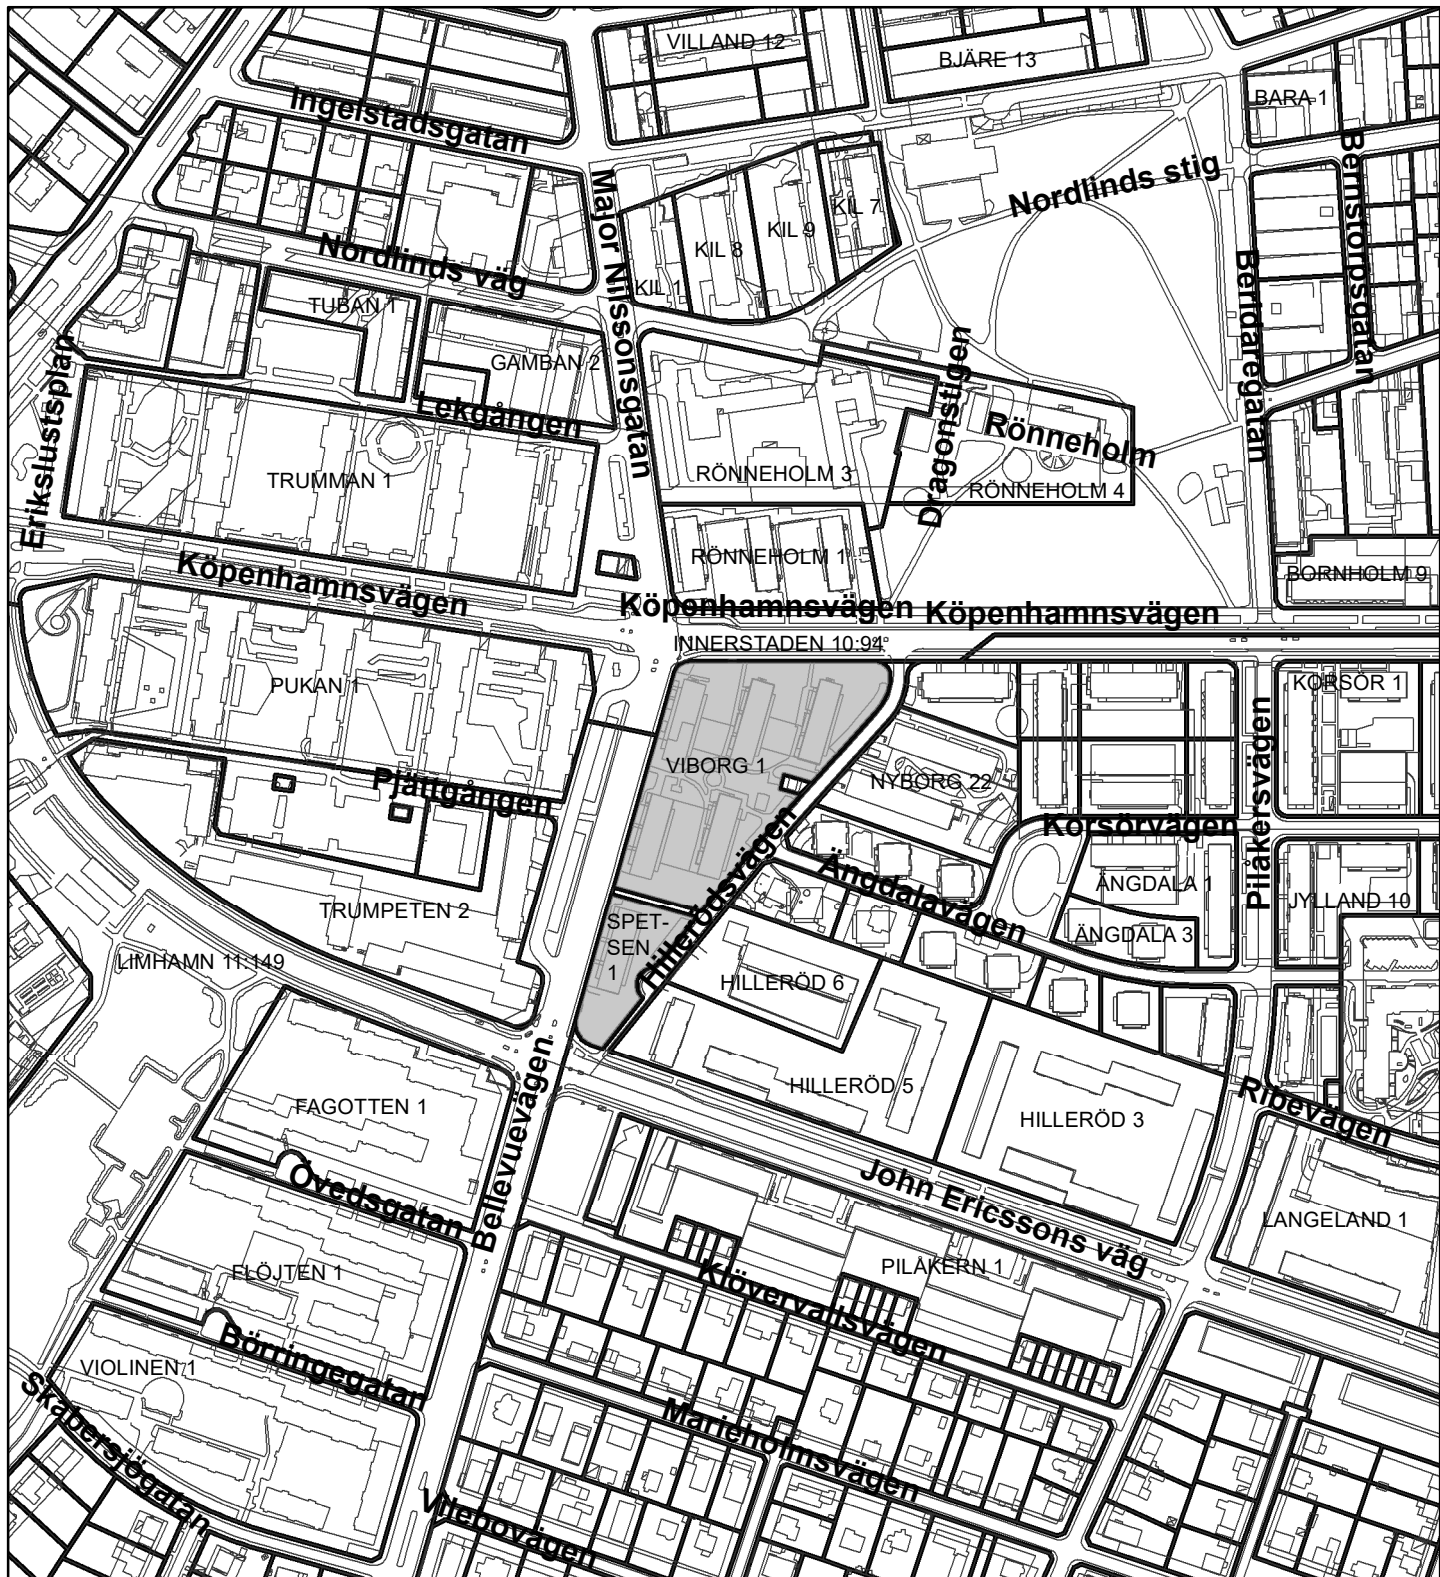 VILLAND 12
BJÄRE 13
BARA 1
Ingelstadsgatan
Bernstorpsgatan
Nordlinds stig
Major Nilssonsgatan
KIL 7
KIL 9
KIL 8
KIL 1
Nordlinds väg
TUBAN 1
GAMBAN 2
Beridaregatan
Erikslustsplan
Lekgången
Dragonstigen
Rönneholm
TRUMMAN 1
RÖNNEHOLM 3
RÖNNEHOLM 4
RÖNNEHOLM 1
BORNHOLM 9
Köpenhamnsvägen
Köpenhamnsvägen
Köpenhamnsvägen
INNERSTADEN 10:94
PUKAN 1
KORSÖR 1
VIBORG 1
NYBORG 22
Pilåkersvägen
Pjättgången
Korsörvägen
Hillerödsvägen
Ängdalavägen
ÄNGDALA 1
JYLLAND 10
TRUMPETEN 2
SPET-
SEN
1
ÄNGDALA 3
LIMHAMN 11:149
HILLERÖD 6
HILLERÖD 5
FAGOTTEN 1
HILLERÖD 3
Ribevägen
Bellevuevägen
Övedsgatan
John Ericssons väg
LANGELAND 1
FLÖJTEN 1
Klövervallsvägen
PILÅKERN 1
Börringegatan
VIOLINEN 1
Skabersjögatan
Marieholmsvägen
Vilebovägen